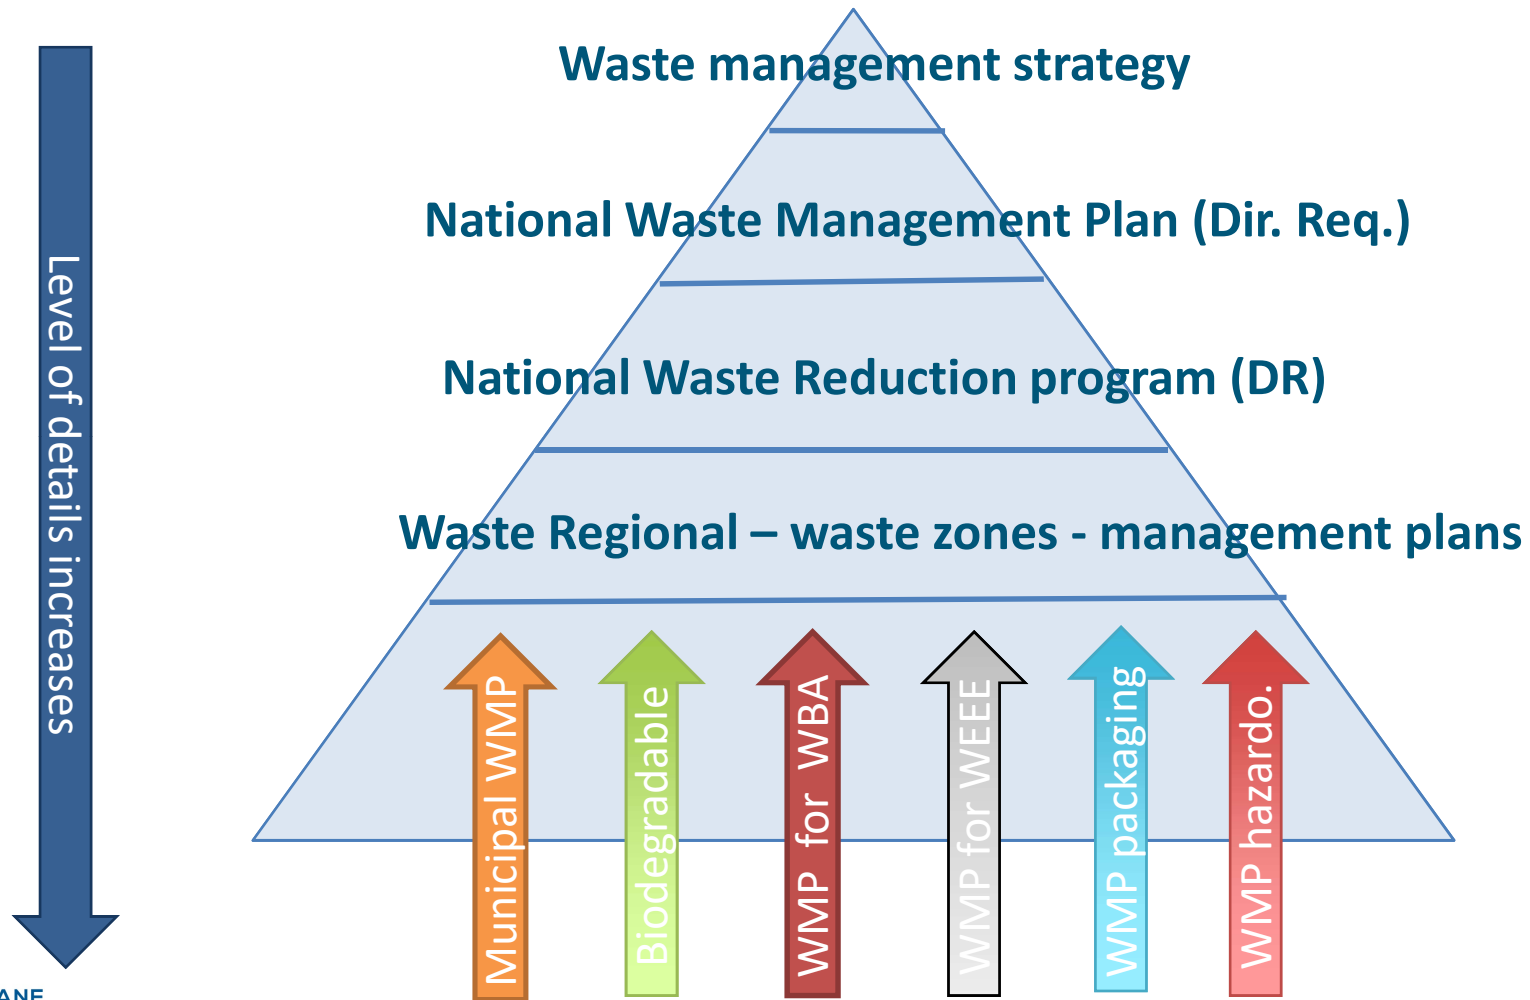 Waste management strategy
National Waste Management Plan (Dir. Req.)
National Waste Reduction program (DR)
Waste Regional – waste zones - management plans
Level of details increases
Municipal WMP
Biodegradable
WMP for WBA
WMP for WEEE
WMP packaging
WMP hazardo.